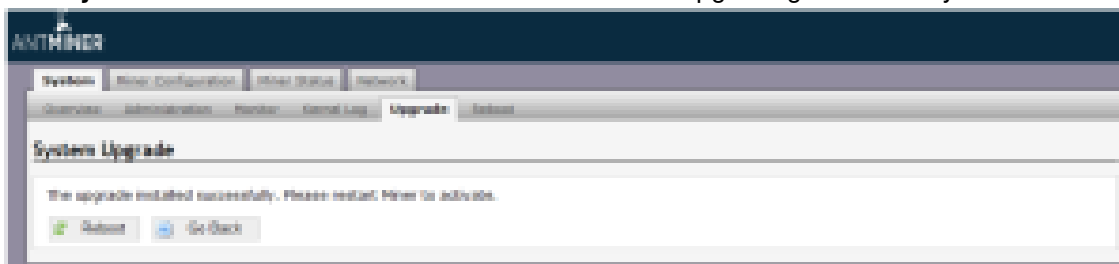 ANTMINER
System Miner Configuration Miner Status Network
Overview Administration Monitor Kernel Log Upgrade Reboot
System Upgrade
The upgrade installed successfully. Please restart Miner to activate.
Reboot Go Back